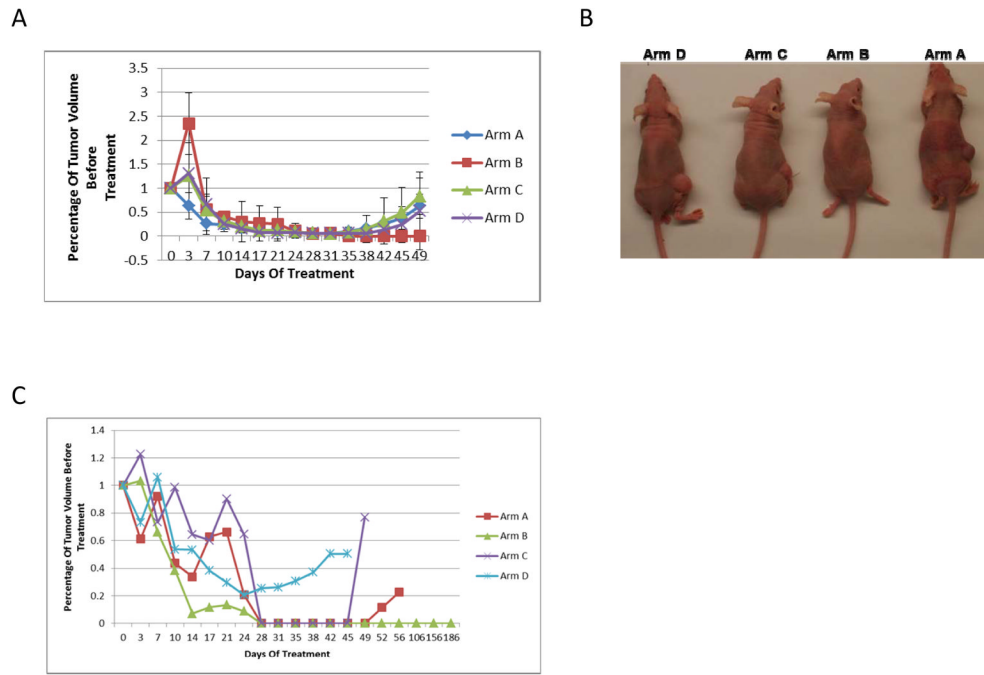 A
B
3.5
3
2.5
2
1.5
1
0.5
0
-0.5
Percentage Of Tumor Volume
Before
Treatment
0 3 7 10 14 17 21 24 28 31 35 38 42 45 49
Days Of Treatment
Arm A
Arm B
Arm C
Arm D
Arm D Arm C Arm B Arm A
C
1.4
1.2
1
0.8
0.6
0.4
0.2
0
Percentage Of Tumor Volume Before
Treatment
0 3 7 10 14 17 21 24 28 31 35 38 42 45 49 52 56 106 156 186
Days Of Treatment
Arm A
Arm B
Arm C
Arm D